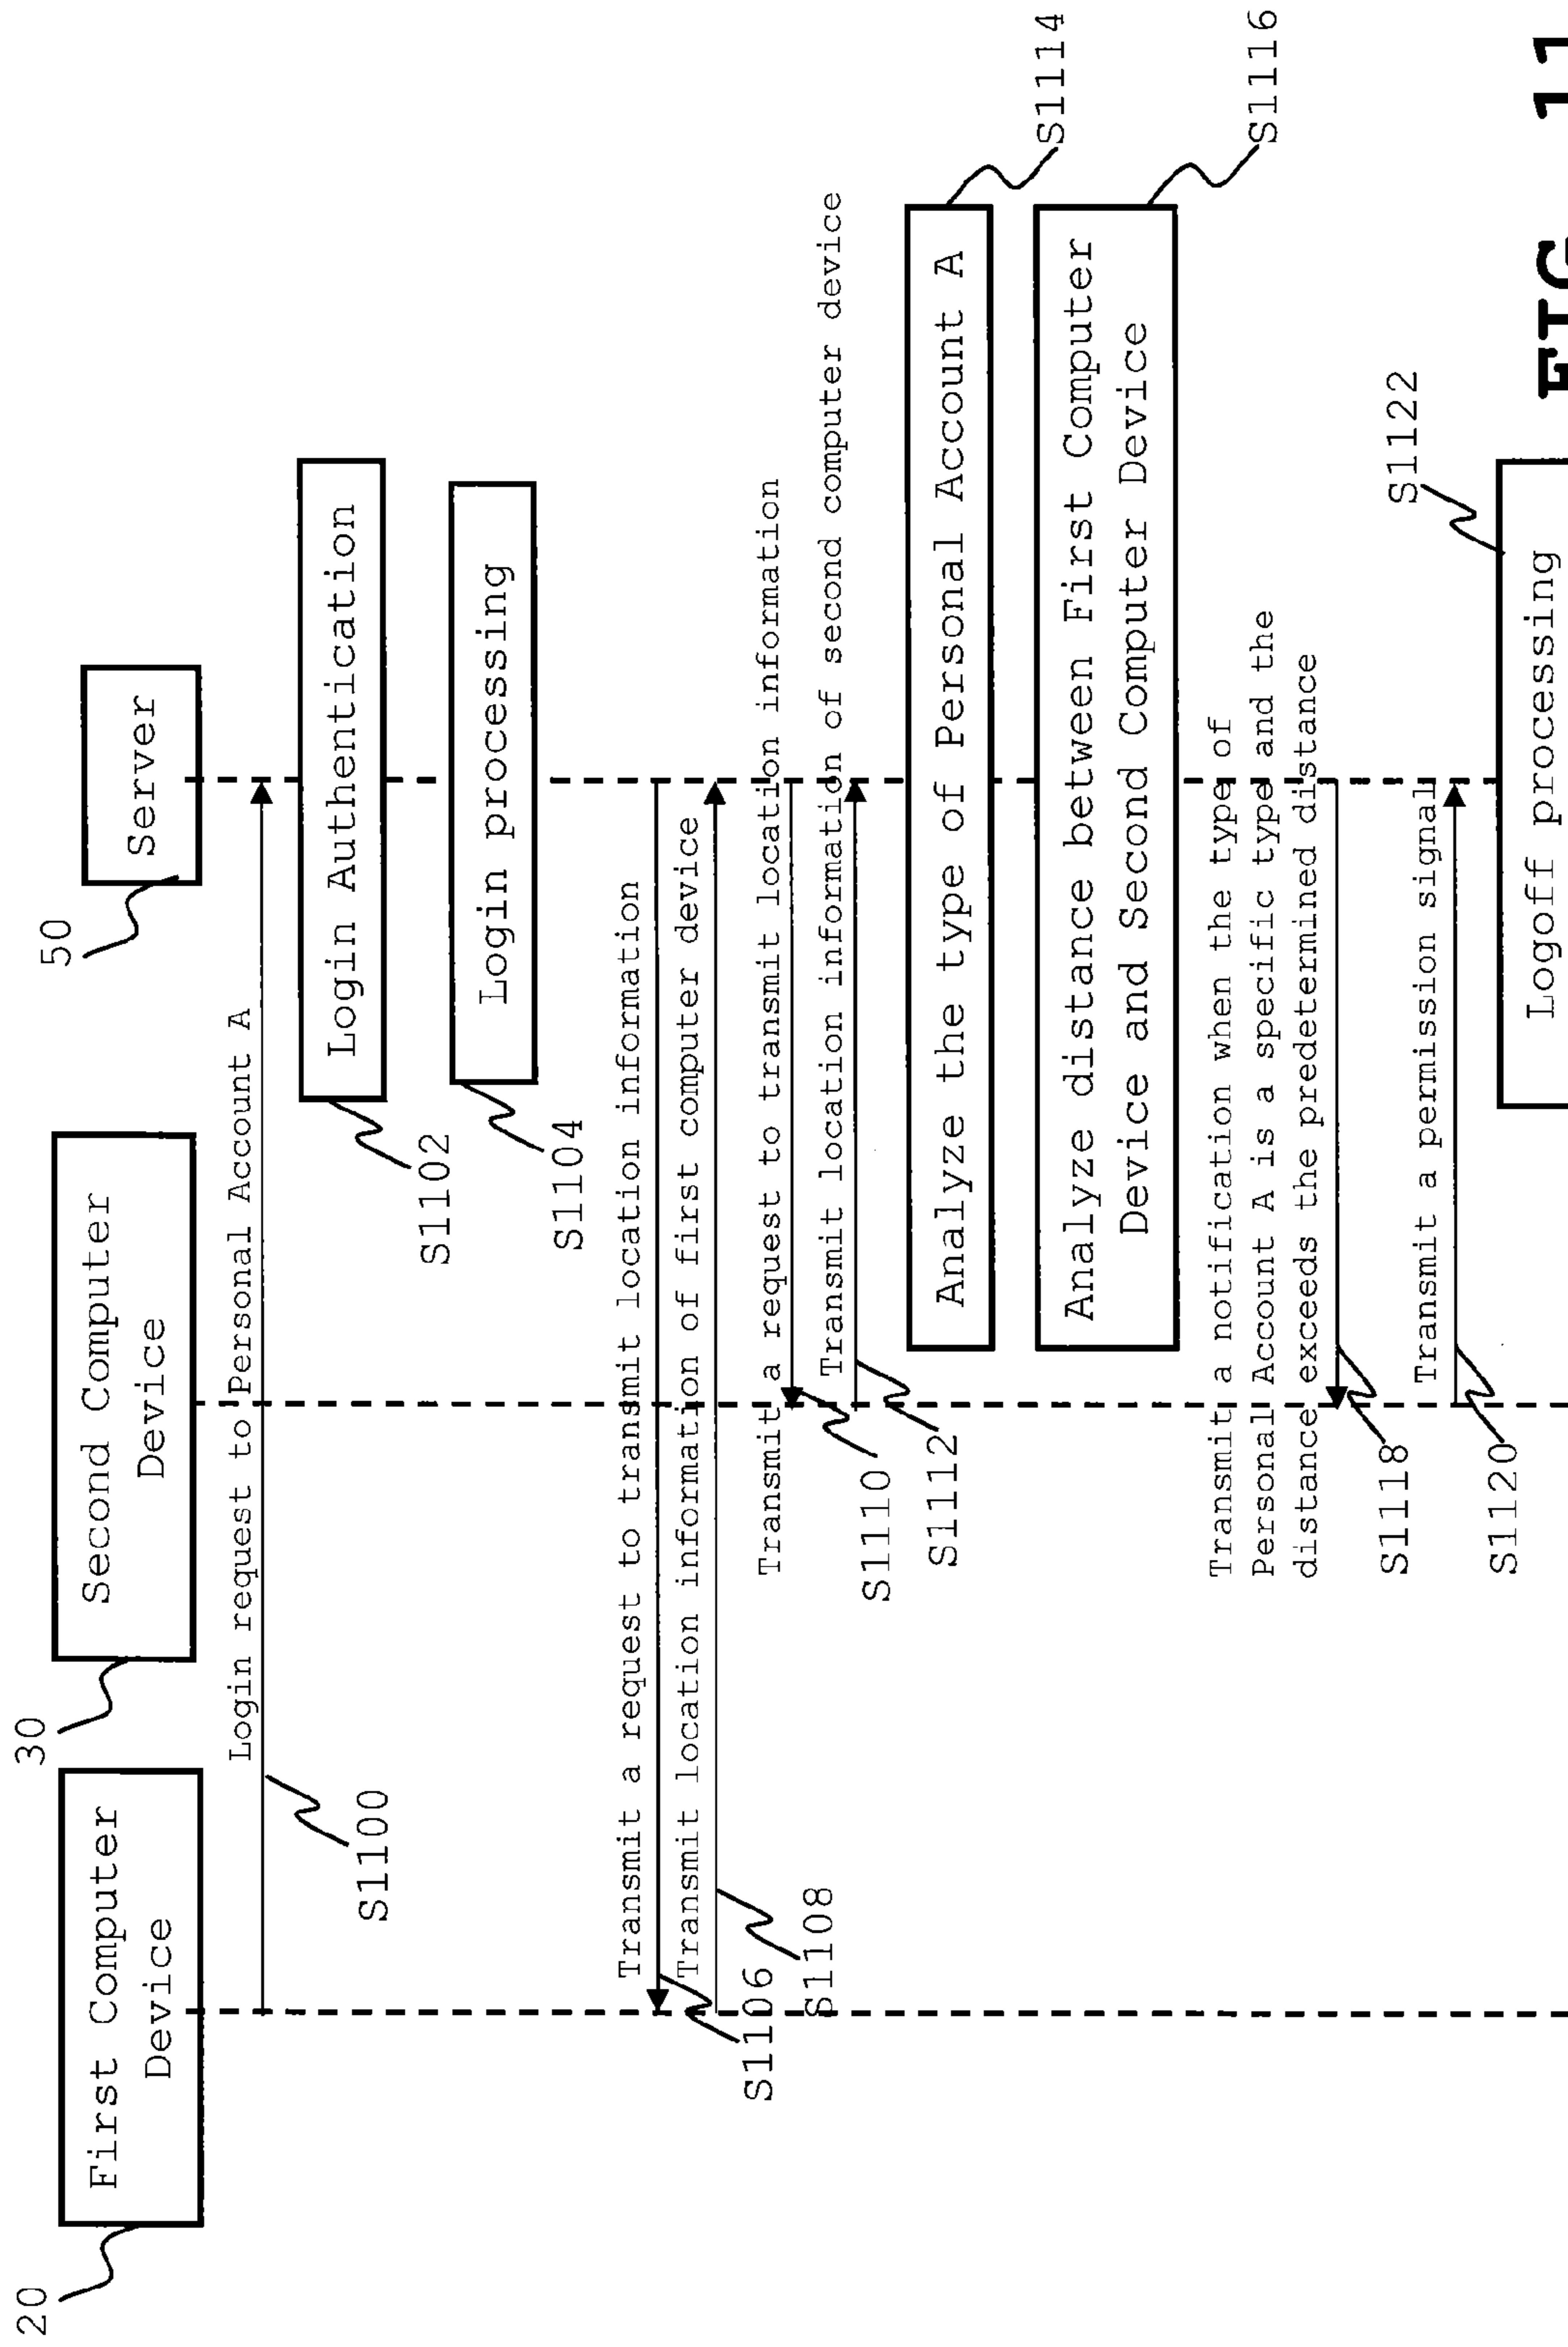 20
First Computer
Device
30
Second Computer
Device
50
Server
Login request to Personal Account A
S1100
Login Authentication
S1102
Login processing
S1104
Transmit a request to transmit location information
S1106
Transmit location information of first computer device
S1108
Transmit a request to transmit location information
S1110
Transmit location information of second computer device
S1112
Analyze the type of Personal Account A
S1114
Analyze distance between First Computer
Device and Second Computer Device
S1116
Transmit a notification when the type of
Personal Account A is a specific type and the
distance exceeds the predetermined distance
S1118
Transmit a permission signal
S1120
Logoff processing
S1122
FIG. 11